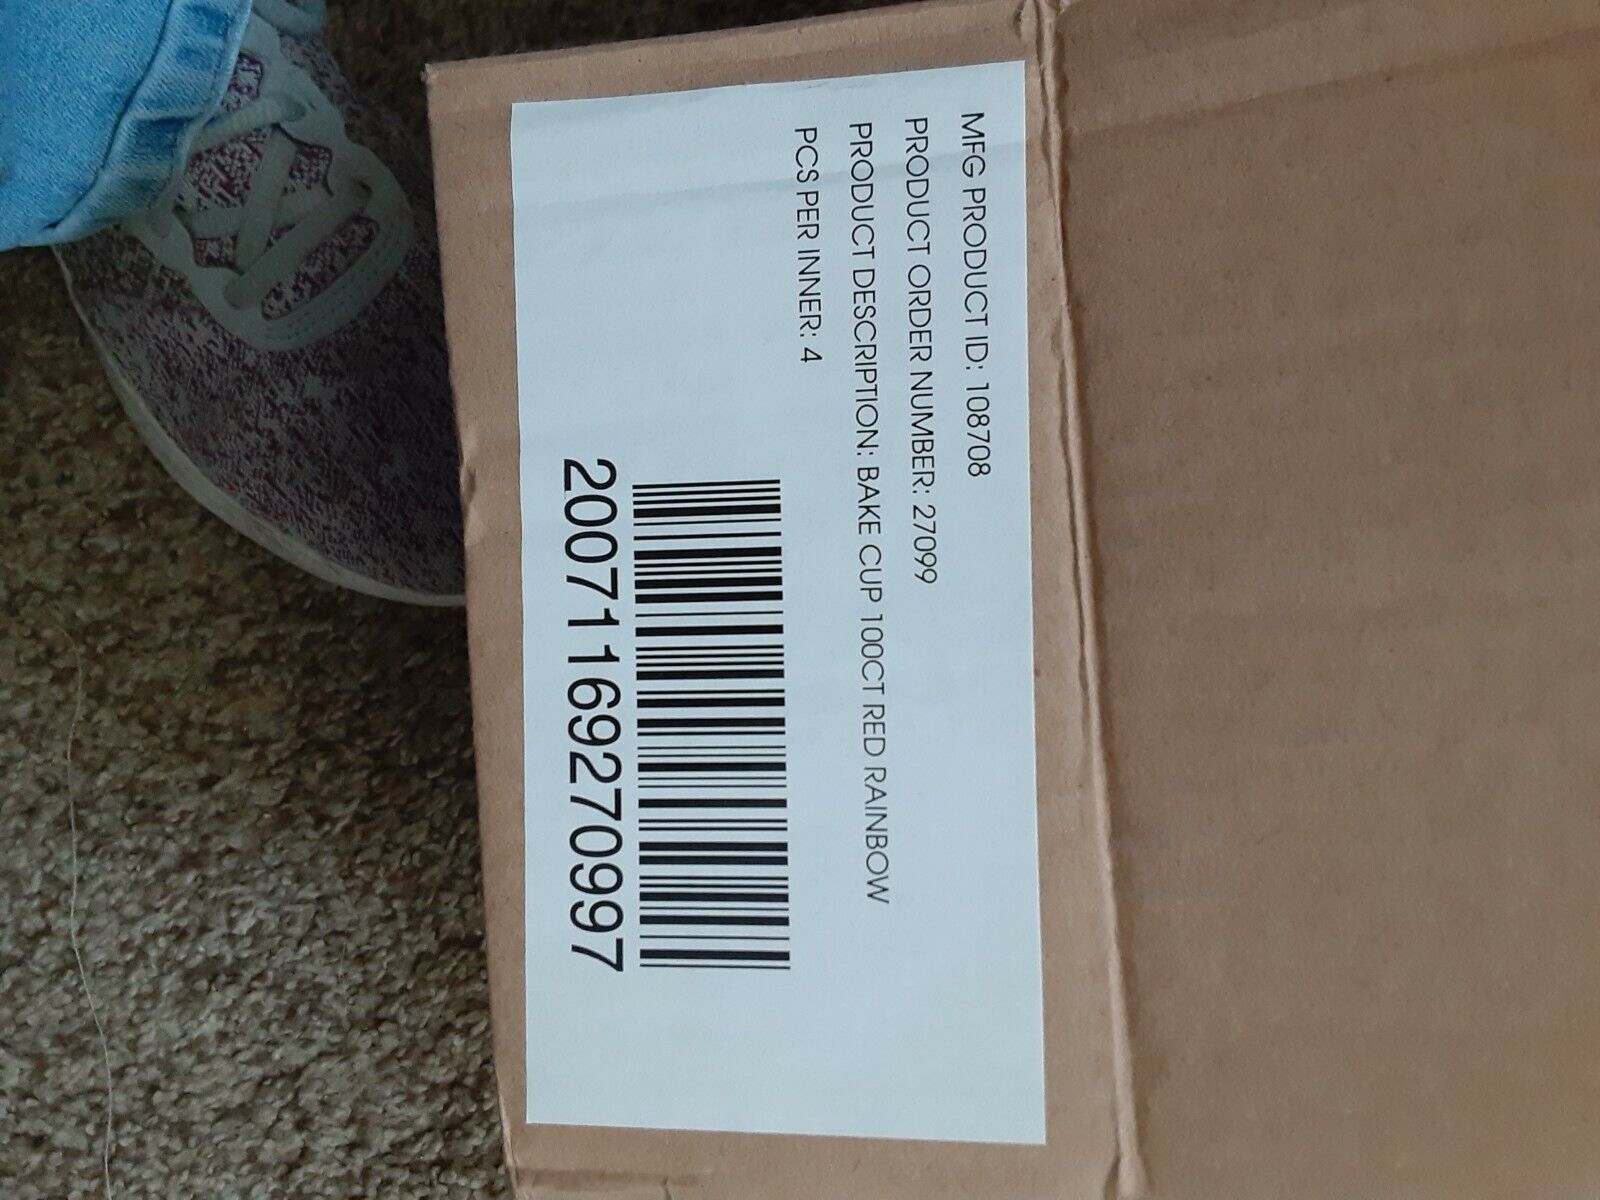 MFG PRODUCT ID: 108708
PRODUCT ORDER NUMBER: 27099
PRODUCT DESCRIPTION: BAKE CUP 100CT RED RAINBOW
PCS PER INNER: 4
20071169270997